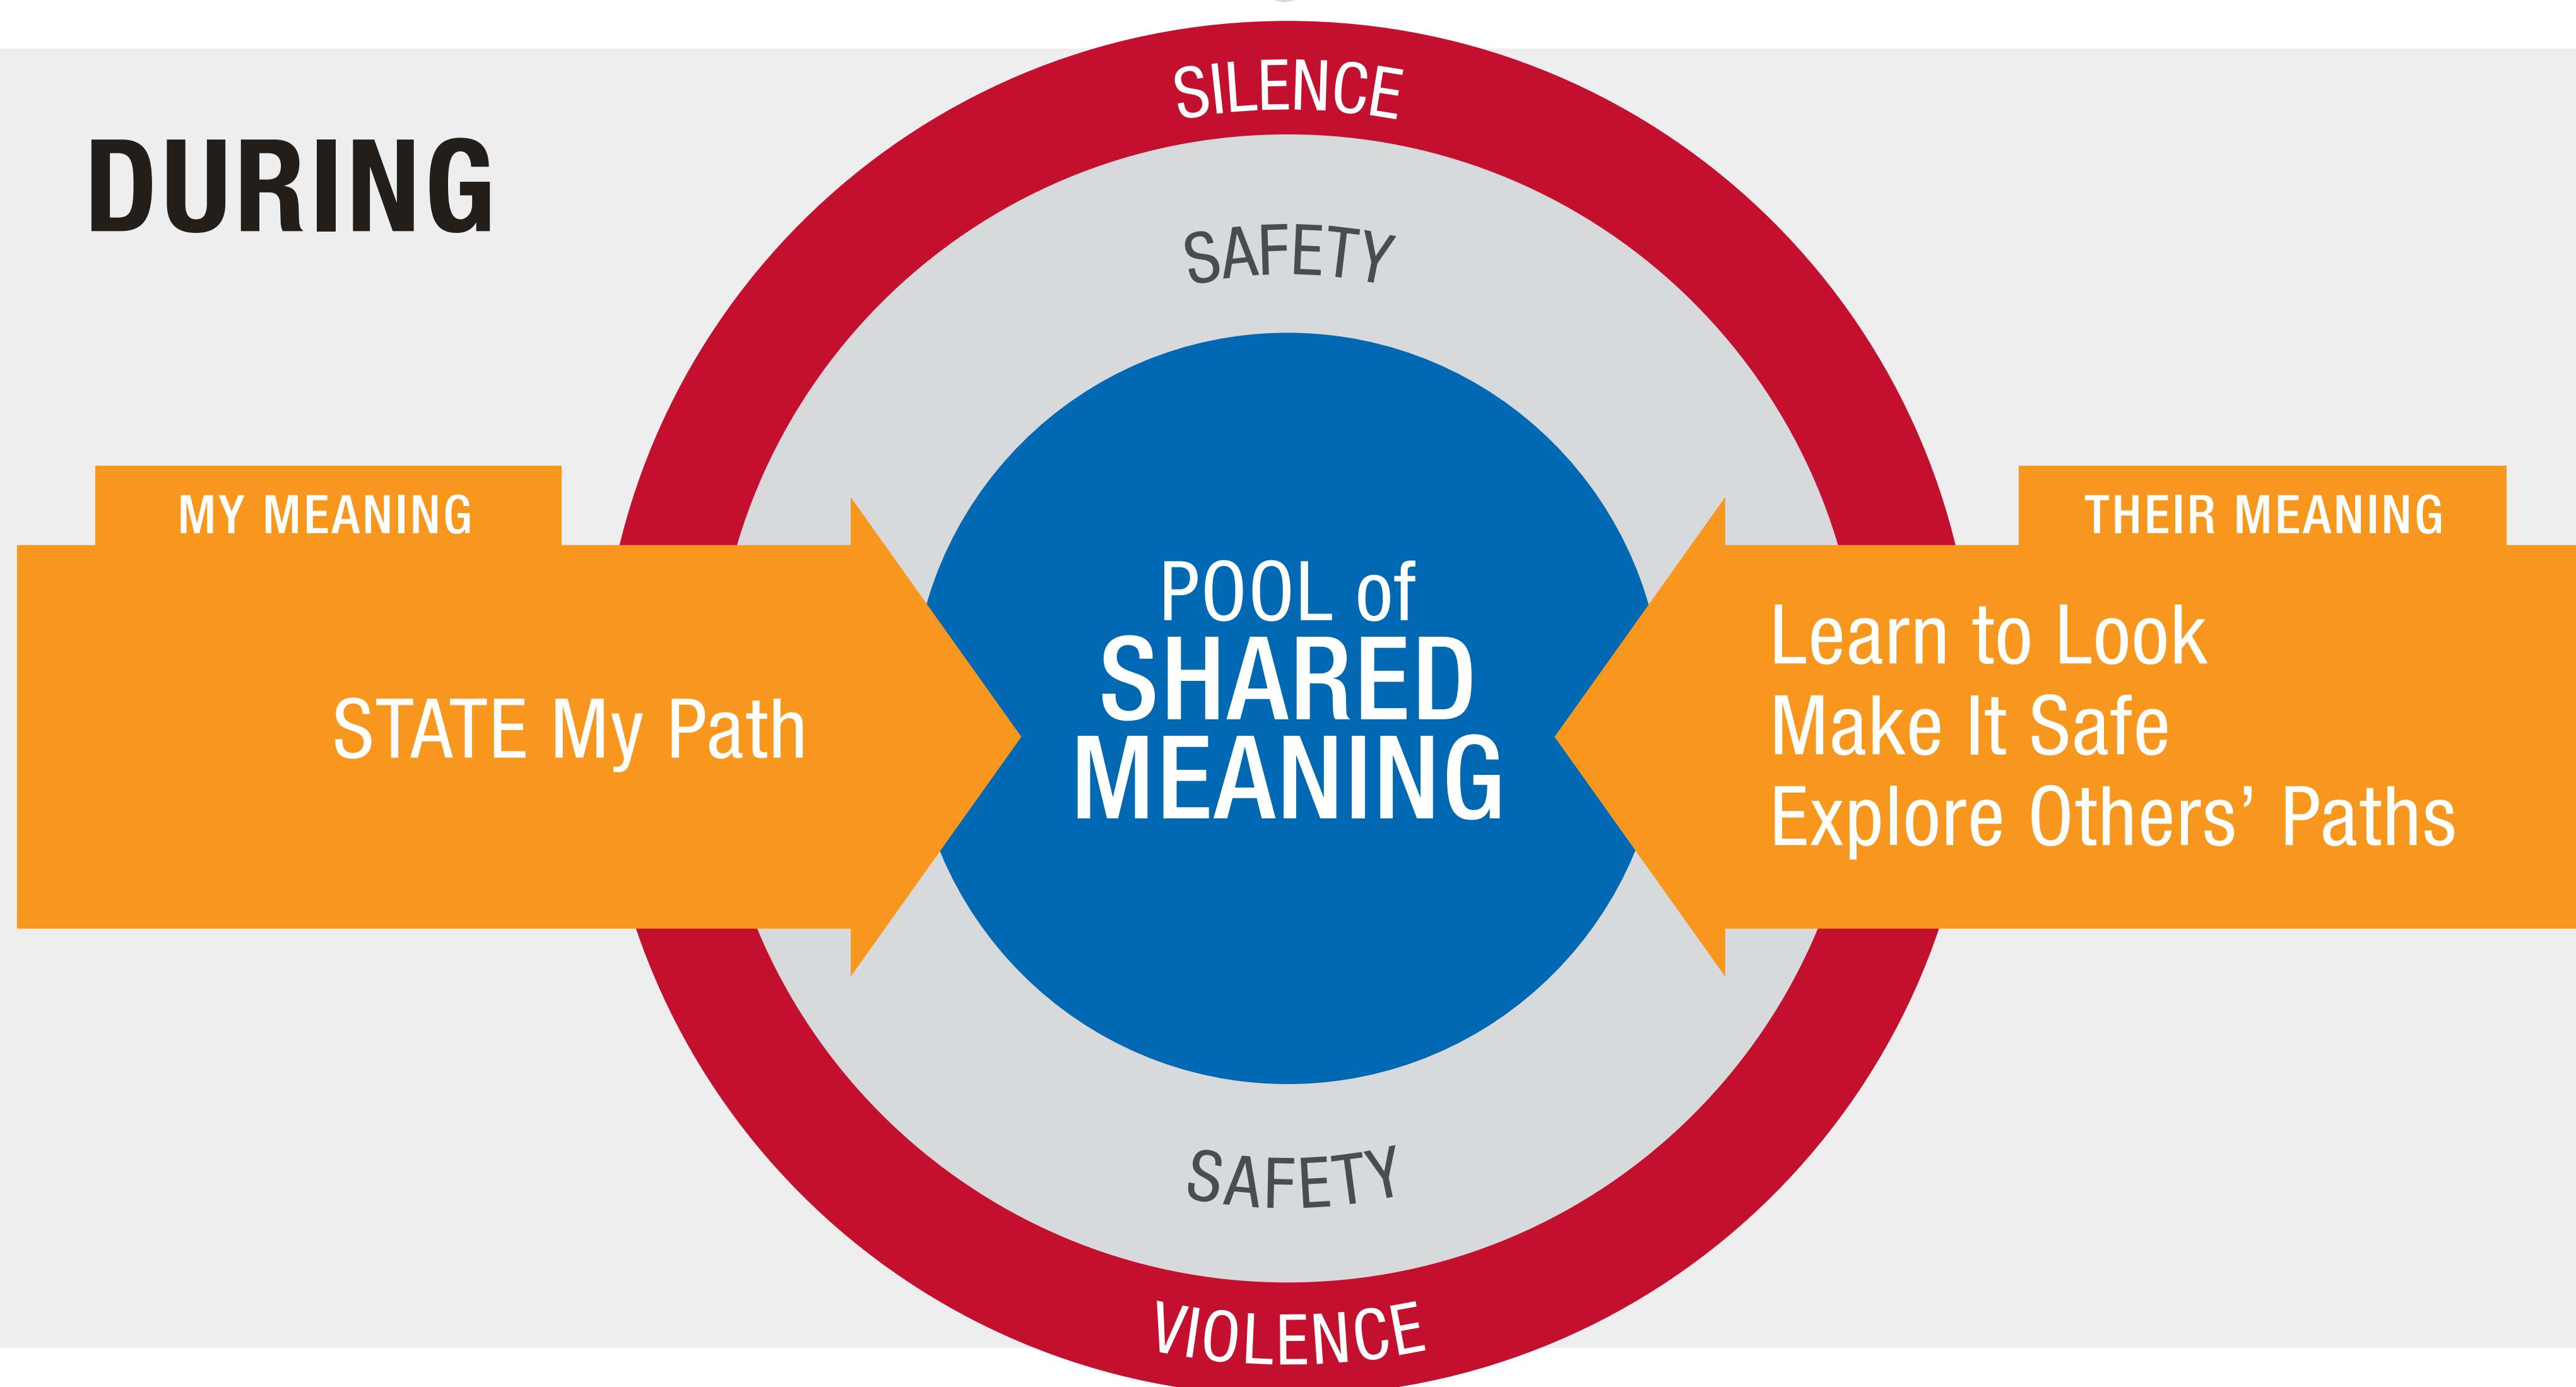 DURING
SILENCE
SAFETY
MY MEANING
STATE My Path
POOL of
SHARED
MEANING
THEIR MEANING
Learn to Look
Make It Safe
Explore Others’ Paths
SAFETY
VIOLENCE